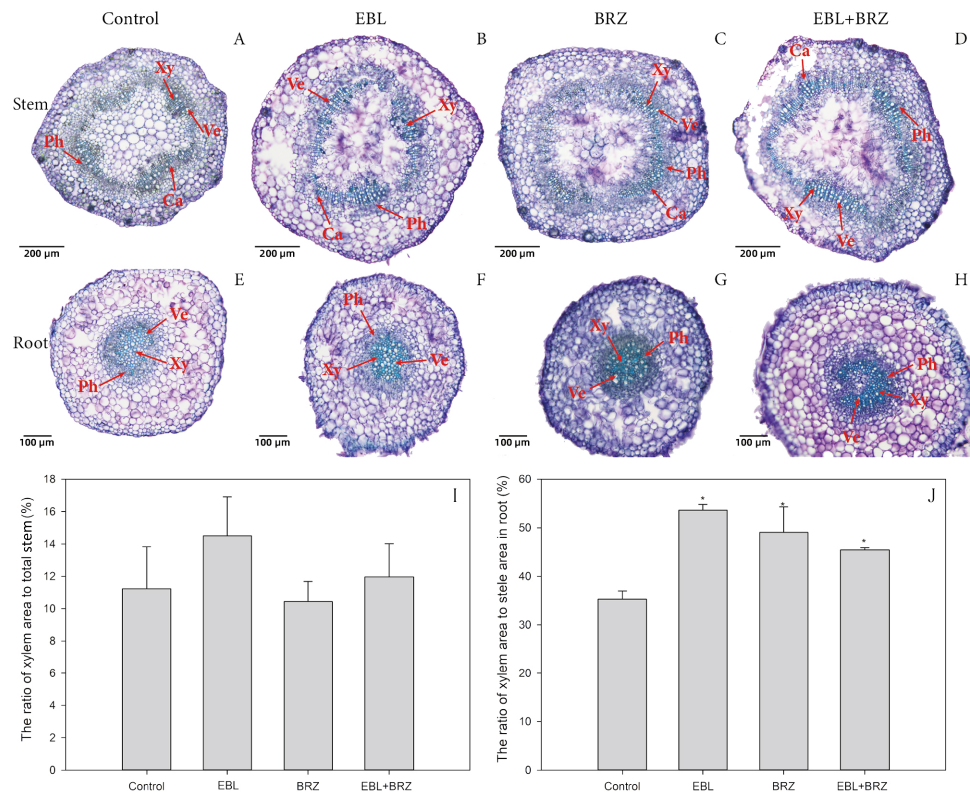 Control EBL BRZ EBL+BRZ
A B C D
Stem
Xy Ve Ph Ca
Ve Xy Ca Ph
Xy Ve Ph Ca
Ca Ph Xy Ve
200 μm 200 μm 200 μm 200 μm
E F G H
Root
Ve Xy Ph
Ph Ve Xy
Xy Ph Ve
Ph Xy Ve
100 μm 100 μm 100 μm 100 μm
I
The ratio of xylem area to total stem (%)
18
16
14
12
10
8
6
4
2
0
Control EBL BRZ EBL+BRZ
J
The ratio of xylem area to stele area in root (%)
60
50
40
30
20
10
0
* * *
Control EBL BRZ EBL+BRZ